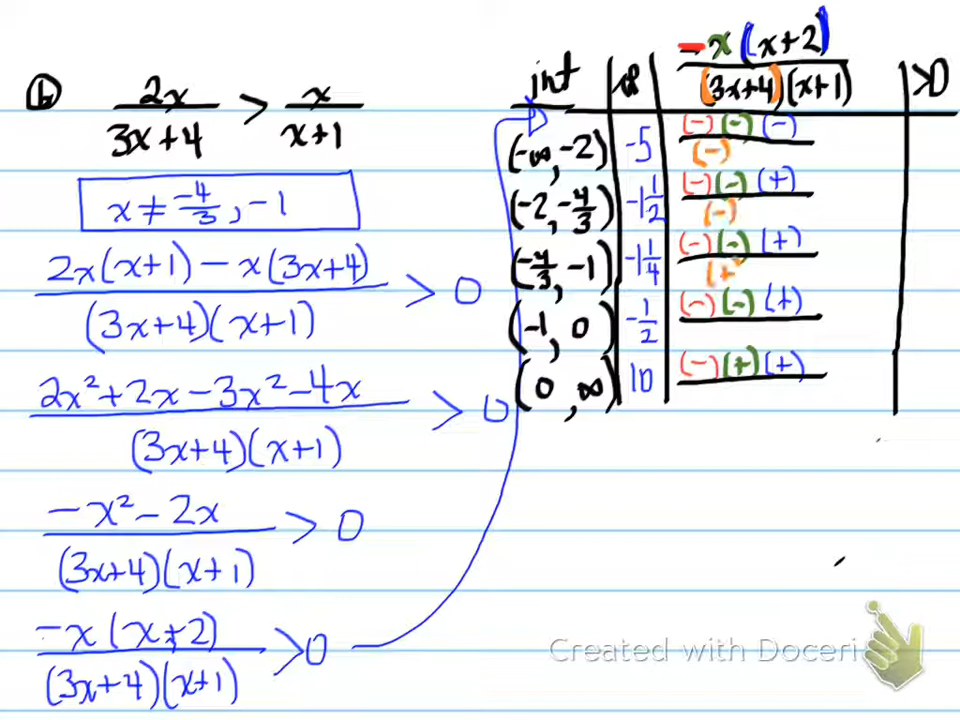 (b) 2x/(3x+4) > x/(x+1)
x ≠ -4/3, -1
(2x(x+1) - x(3x+4))/((3x+4)(x+1)) > 0
(2x² + 2x - 3x² - 4x)/((3x+4)(x+1)) > 0
(-x² - 2x)/((3x+4)(x+1)) > 0
(-x(x+2))/((3x+4)(x+1)) > 0
int | | (-x(x+2))/((3x+4)(x+1)) | >0
(-∞, -2) | -5 | (-)(-)(-)/(-)
(-2, -4/3) | -1 1/2 | (-)(-)(+)/(-)
(-4/3, -1) | -1 1/4 | (-)(-)(+)/(+
(-1, 0) | -1/2 | (-)(-)(+)
(0, ∞) | 10 | (-)(+)(+)
Created with Doceri